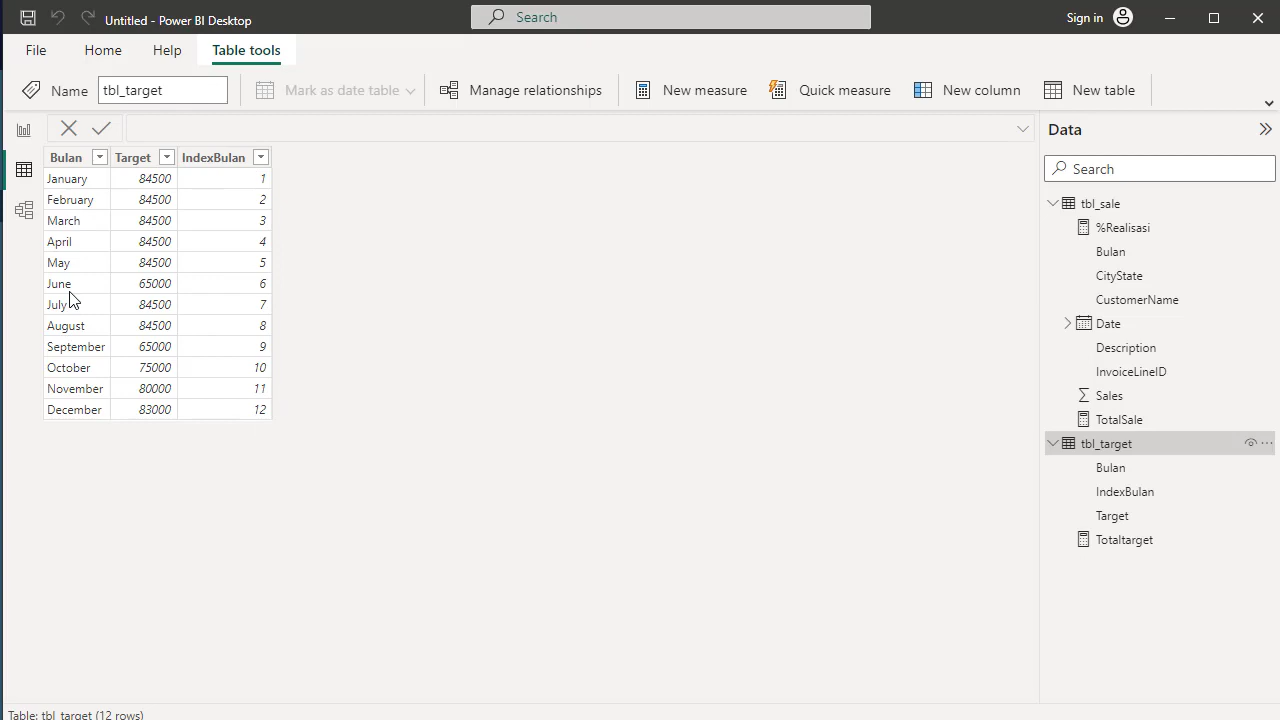 Untitled - Power BI Desktop
Search
Sign in
File
Home
Help
Table tools
Name
tbl_target
Mark as date table
Manage relationships
New measure
Quick measure
New column
New table
Bulan Target IndexBulan
January 84500 1
February 84500 2
March 84500 3
April 84500 4
May 84500 5
June 65000 6
July 84500 7
August 84500 8
September 65000 9
October 75000 10
November 80000 11
December 83000 12
Data
Search
tbl_sale
%Realisasi
Bulan
CityState
CustomerName
Date
Description
InvoiceLineID
Sales
TotalSale
tbl_target
Bulan
IndexBulan
Target
Totaltarget
Table: tbl_target (12 rows)